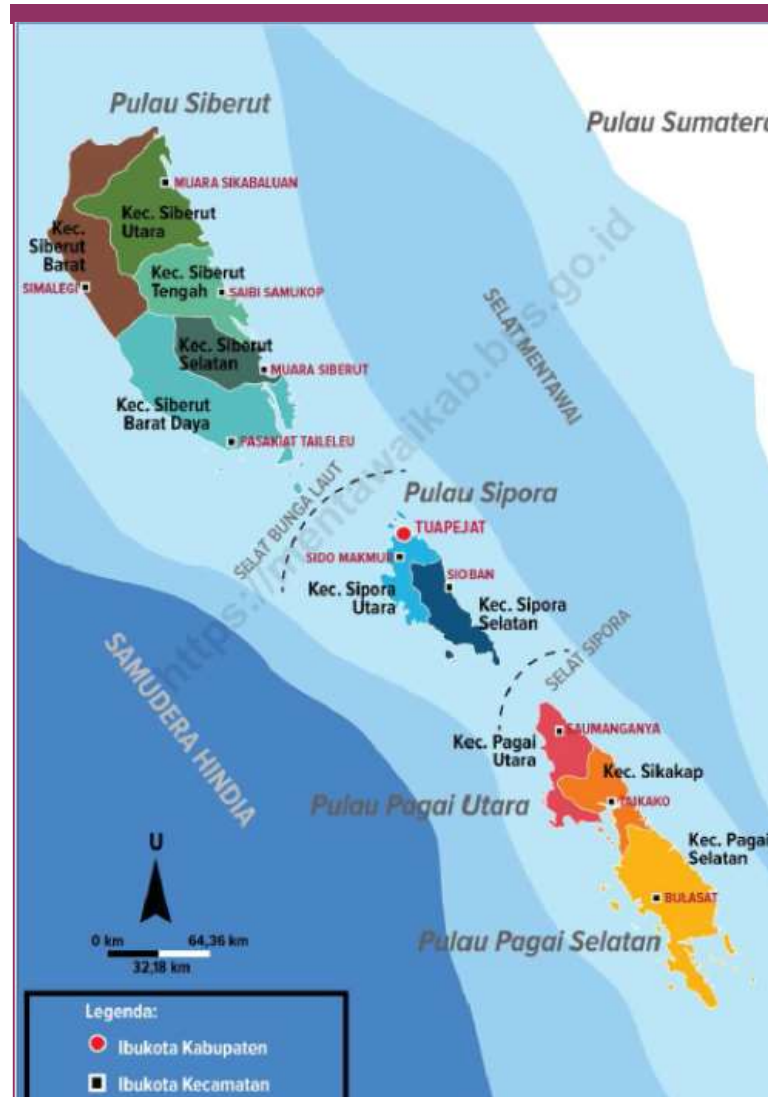 Pulau Siberut
Pulau Sumatera
MUARA SIKABALUAN
Kec. Siberut
Utara
Kec.
Siberut
Barat
Kec. Siberut
Tengah
SIMALEGI
SAIBI SAMUKOP
SELAT MENTAWAI
Kec. Siberut
Selatan
MUARA SIBERUT
Kec. Siberut
Barat Daya
PASAKIAT TAILELEU
SELAT BUNGA LAUT
Pulau Sipora
TUAPEJAT
SIDO MAKMUR
SIOBAN
Kec. Sipora
Utara
Kec. Sipora
Selatan
SELAT SIPORA
SAMUDERA HINDIA
SAUMANGANYA
Kec. Pagai
Utara
Kec. Sikakap
Pulau Pagai Utara
TAIKAKO
Kec. Pagai
Selatan
BULASAT
Pulau Pagai Selatan
U
0 km 64,36 km
32,18 km
Legenda:
Ibukota Kabupaten
Ibukota Kecamatan
https://mentawaikab.bps.go.id